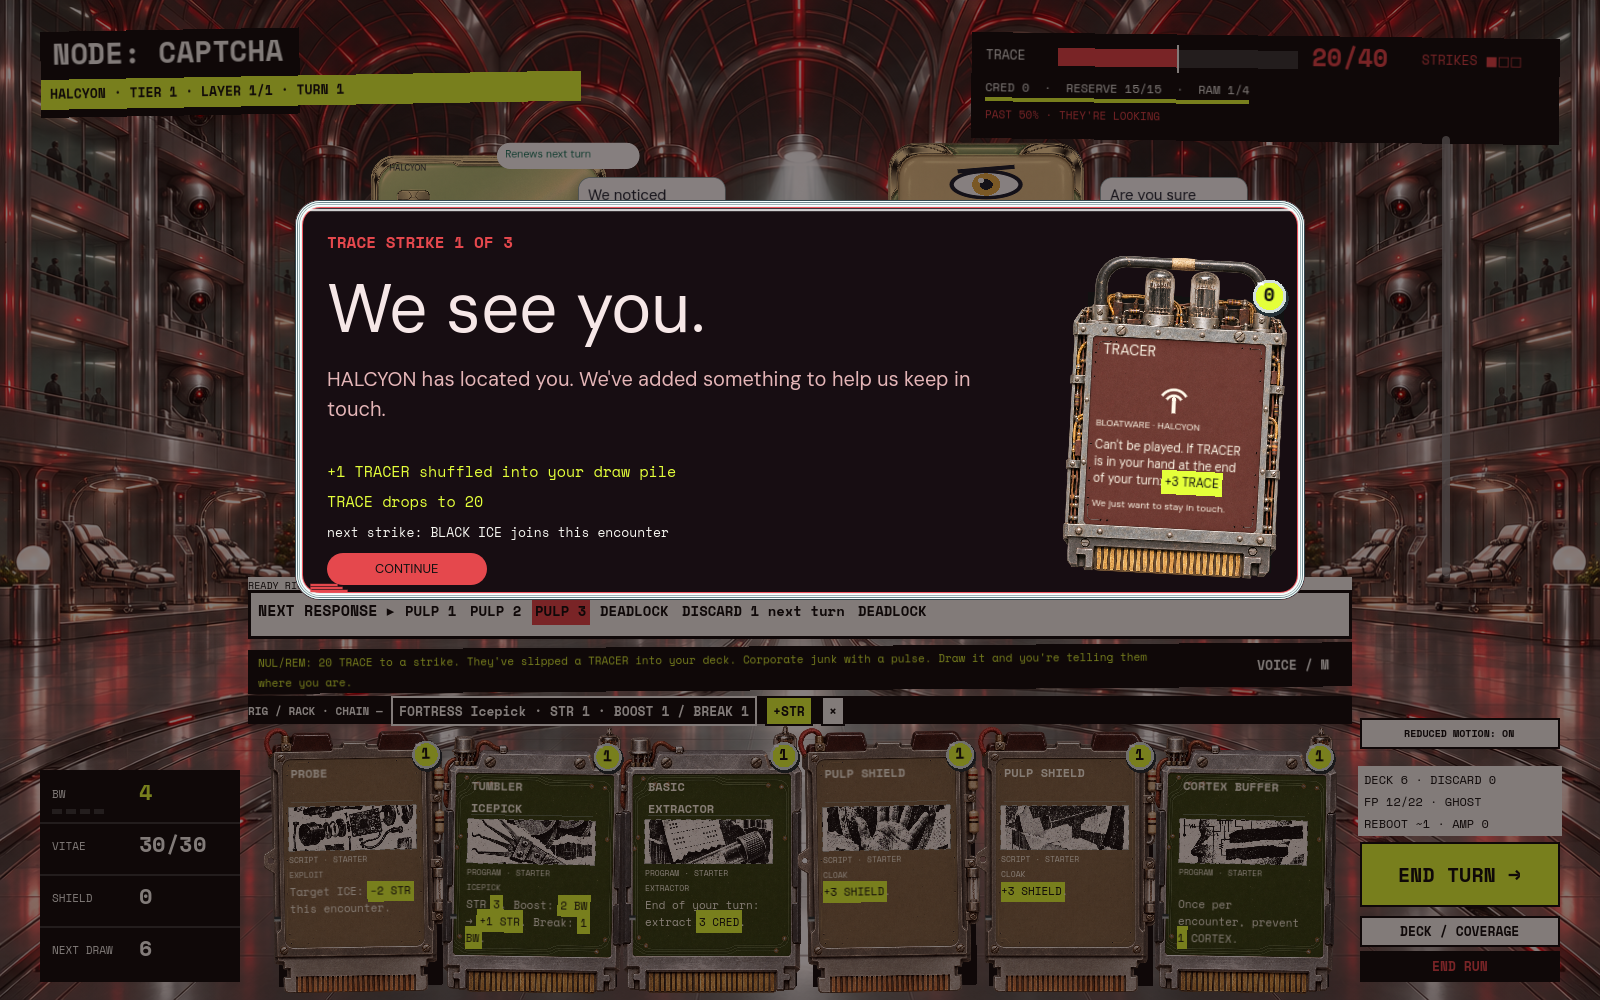 NODE: CAPTCHA
HALCYON · TIER 1 · LAYER 1/1 · TURN 1
TRACE 20/40 STRIKES
CRED 0 · RESERVE 15/15 · RAM 1/4
PAST 50% · THEY'RE LOOKING
HALCYON
Renews next turn
We noticed
Are you sure
TRACE STRIKE 1 OF 3
We see you.
HALCYON has located you. We've added something to help us keep in
touch.
+1 TRACER shuffled into your draw pile
TRACE drops to 20
next strike: BLACK ICE joins this encounter
CONTINUE
0
TRACER
BLOATWARE · HALCYON
Can't be played. If TRACER
is in your hand at the end
of your turn: +3 TRACE
We just want to stay in touch.
READY RI
NEXT RESPONSE ▸ PULP 1 PULP 2 PULP 3 DEADLOCK DISCARD 1 next turn DEADLOCK
NUL/REM: 20 TRACE to a strike. They've slipped a TRACER into your deck. Corporate junk with a pulse. Draw it and you're telling them
where you are.
VOICE / M
RIG / RACK · CHAIN — FORTRESS Icepick · STR 1 · BOOST 1 / BREAK 1 +STR ×
BW 4
VITAE 30/30
SHIELD 0
NEXT DRAW 6
1
PROBE
SCRIPT · STARTER
EXPLOIT
Target ICE: -2 STR
this encounter.
1
TUMBLER
ICEPICK
PROGRAM · STARTER
ICEPICK
STR 3. Boost: 2 BW
→ +1 STR. Break: 1
BW.
1
BASIC
EXTRACTOR
PROGRAM · STARTER
EXTRACTOR
End of your turn:
extract 3 CRED.
1
PULP SHIELD
SCRIPT · STARTER
CLOAK
+3 SHIELD.
1
PULP SHIELD
SCRIPT · STARTER
CLOAK
+3 SHIELD.
1
CORTEX BUFFER
PROGRAM · STARTER
Once per
encounter, prevent
1 CORTEX.
REDUCED MOTION: ON
DECK 6 · DISCARD 0
FP 12/22 · GHOST
REBOOT ~1 · AMP 0
END TURN →
DECK / COVERAGE
END RUN